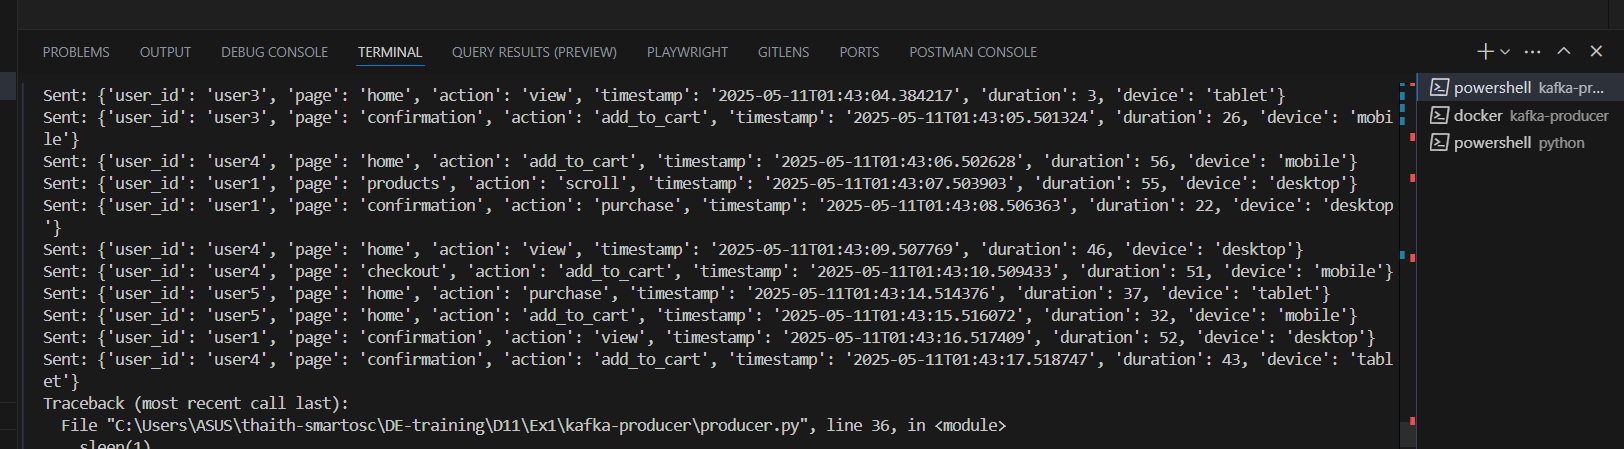 PROBLEMS OUTPUT DEBUG CONSOLE TERMINAL QUERY RESULTS (PREVIEW) PLAYWRIGHT GITLENS PORTS POSTMAN CONSOLE
Sent: {'user_id': 'user3', 'page': 'home', 'action': 'view', 'timestamp': '2025-05-11T01:43:04.384217', 'duration': 3, 'device': 'tablet'}
Sent: {'user_id': 'user3', 'page': 'confirmation', 'action': 'add_to_cart', 'timestamp': '2025-05-11T01:43:05.501324', 'duration': 26, 'device': 'mobi
le'}
Sent: {'user_id': 'user4', 'page': 'home', 'action': 'add_to_cart', 'timestamp': '2025-05-11T01:43:06.502628', 'duration': 56, 'device': 'mobile'}
Sent: {'user_id': 'user1', 'page': 'products', 'action': 'scroll', 'timestamp': '2025-05-11T01:43:07.503903', 'duration': 55, 'device': 'desktop'}
Sent: {'user_id': 'user1', 'page': 'confirmation', 'action': 'purchase', 'timestamp': '2025-05-11T01:43:08.506363', 'duration': 22, 'device': 'desktop
'}
Sent: {'user_id': 'user4', 'page': 'home', 'action': 'view', 'timestamp': '2025-05-11T01:43:09.507769', 'duration': 46, 'device': 'desktop'}
Sent: {'user_id': 'user4', 'page': 'checkout', 'action': 'add_to_cart', 'timestamp': '2025-05-11T01:43:10.509433', 'duration': 51, 'device': 'mobile'}
Sent: {'user_id': 'user5', 'page': 'home', 'action': 'purchase', 'timestamp': '2025-05-11T01:43:14.514376', 'duration': 37, 'device': 'tablet'}
Sent: {'user_id': 'user5', 'page': 'home', 'action': 'add_to_cart', 'timestamp': '2025-05-11T01:43:15.516072', 'duration': 32, 'device': 'mobile'}
Sent: {'user_id': 'user1', 'page': 'confirmation', 'action': 'view', 'timestamp': '2025-05-11T01:43:16.517409', 'duration': 52, 'device': 'desktop'}
Sent: {'user_id': 'user4', 'page': 'confirmation', 'action': 'add_to_cart', 'timestamp': '2025-05-11T01:43:17.518747', 'duration': 43, 'device': 'tabl
et'}
Traceback (most recent call last):
  File "C:\Users\ASUS\thaith-smartosc\DE-training\D11\Ex1\kafka-producer\producer.py", line 36, in <module>
    sleep(1)
powershell kafka-pr...
docker kafka-producer
powershell python